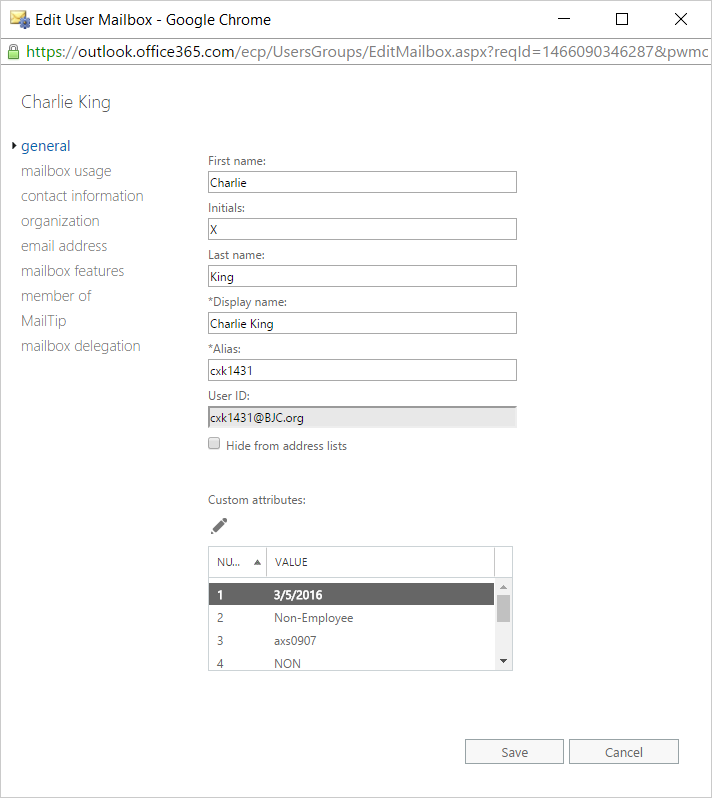 Edit User Mailbox - Google Chrome
https://outlook.office365.com/ecp/UsersGroups/EditMailbox.aspx?reqId=1466090346287&pwmc
Charlie King
general
mailbox usage
contact information
organization
email address
mailbox features
member of
MailTip
mailbox delegation
First name:
Charlie
Initials:
X
Last name:
King
*Display name:
Charlie King
*Alias:
cxk1431
User ID:
cxk1431@BJC.org
Hide from address lists
Custom attributes:
NU... VALUE
1 3/5/2016
2 Non-Employee
3 axs0907
4 NON
Save Cancel